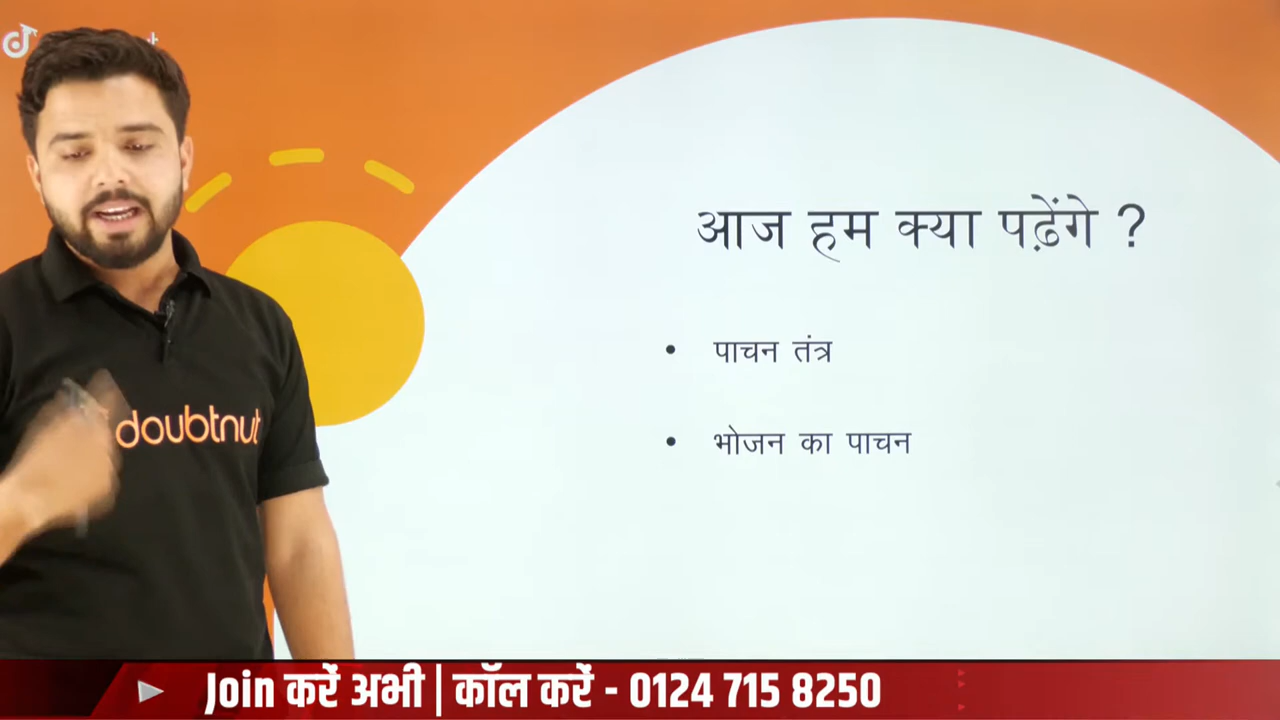 आज हम क्या पढ़ेंगे ?
• पाचन तंत्र
• भोजन का पाचन
doubtnut
Join करें अभी | कॉल करें - 0124 715 8250